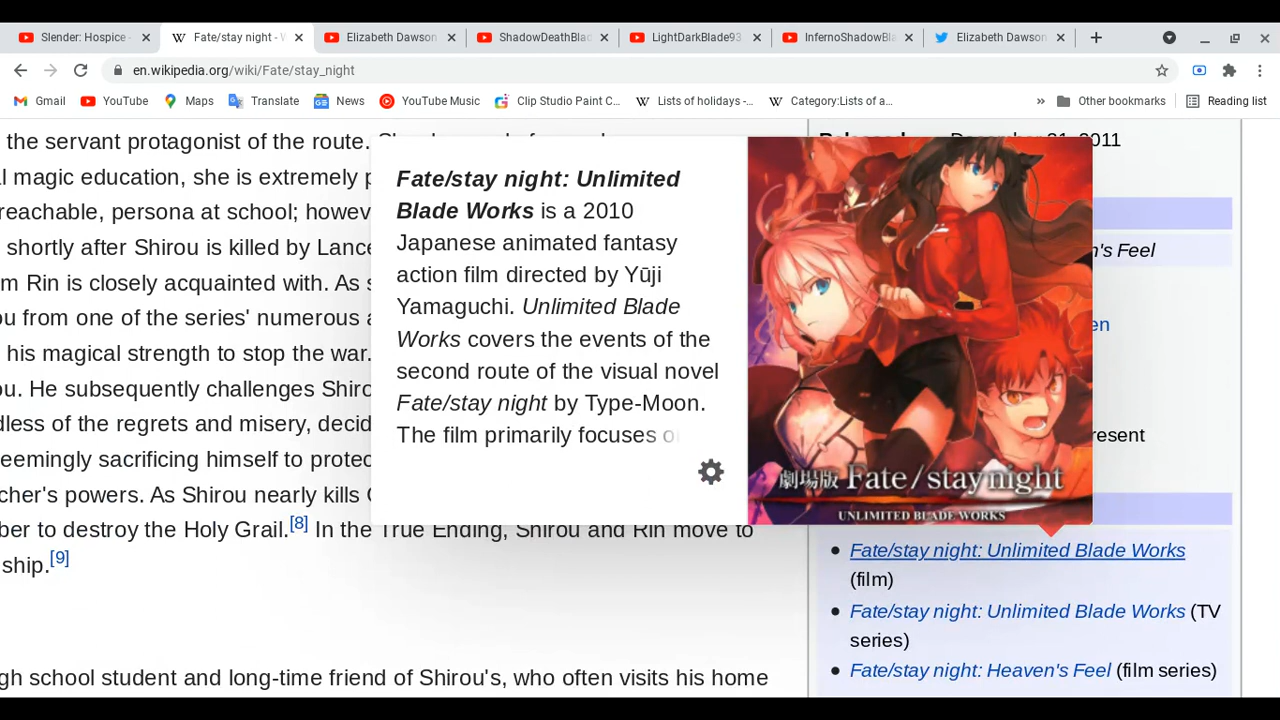 Slender: Hospice -
Fate/stay night - W
Elizabeth Dawson
ShadowDeathBlad
LightDarkBlade93
InfernoShadowBla
Elizabeth Dawson
en.wikipedia.org/wiki/Fate/stay_night
Gmail
YouTube
Maps
Translate
News
YouTube Music
Clip Studio Paint C...
Lists of holidays -...
Category:Lists of a...
»
Other bookmarks
Reading list
the servant protagonist of the route.
l magic education, she is extremely p
reachable, persona at school; howev
shortly after Shirou is killed by Lance
m Rin is closely acquainted with. As s
ou from one of the series' numerous a
his magical strength to stop the war.
ou. He subsequently challenges Shiro
dless of the regrets and misery, decid
eemingly sacrificing himself to protec
cher's powers. As Shirou nearly kills G
ber to destroy the Holy Grail.[8] In the True Ending, Shirou and Rin move to
ship.[9]
gh school student and long-time friend of Shirou's, who often visits his home
Fate/stay night: Unlimited
Blade Works is a 2010
Japanese animated fantasy
action film directed by Yūji
Yamaguchi. Unlimited Blade
Works covers the events of the
second route of the visual novel
Fate/stay night by Type-Moon.
The film primarily focuses o
劇場版 Fate/stay night
UNLIMITED BLADE WORKS
2011
n's Feel
en
resent
• Fate/stay night: Unlimited Blade Works
(film)
• Fate/stay night: Unlimited Blade Works (TV
series)
• Fate/stay night: Heaven's Feel (film series)